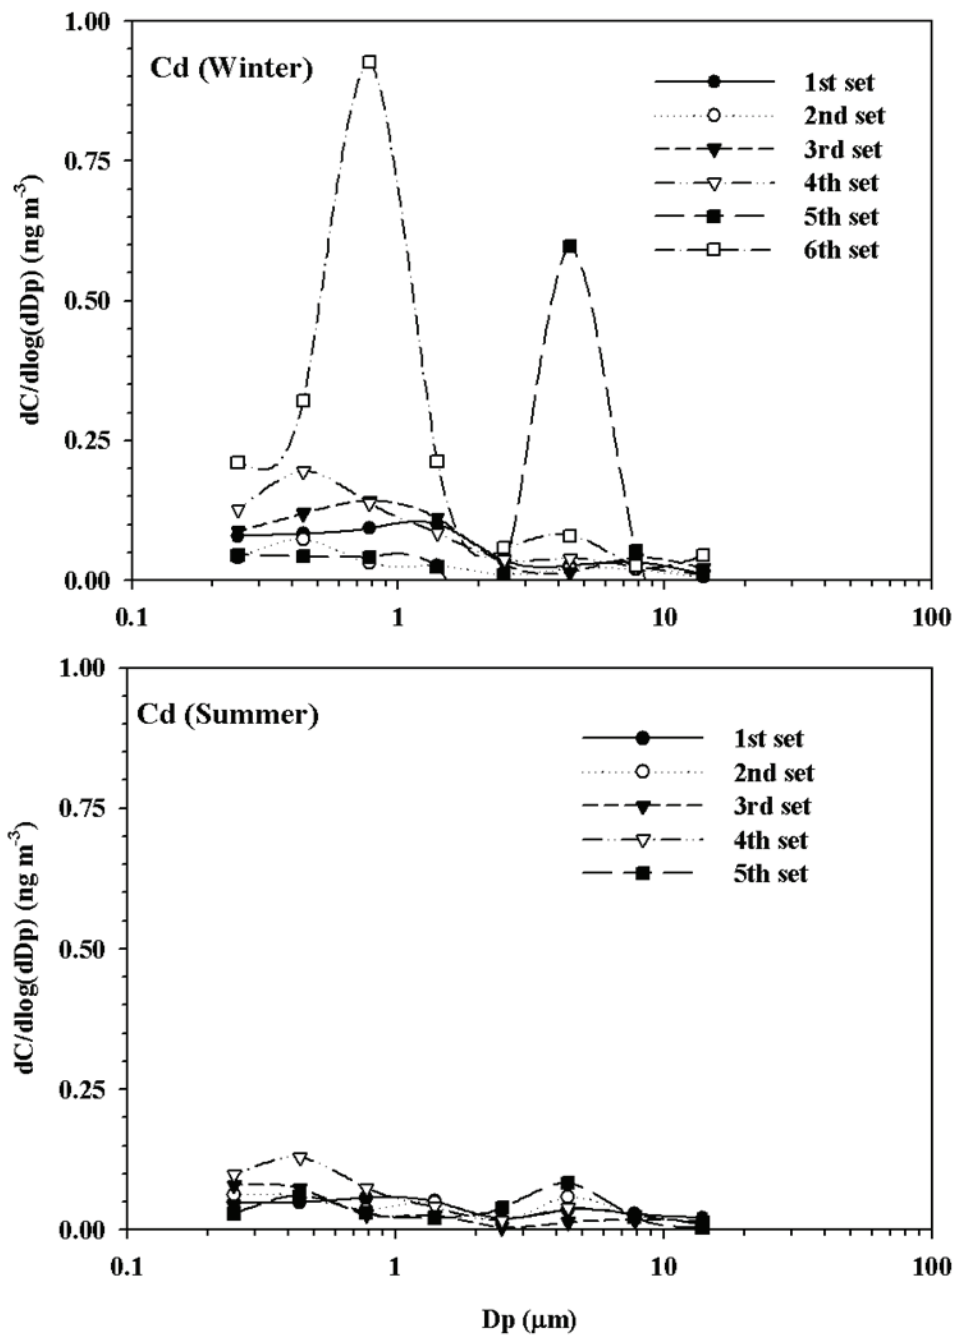 1.00
Cd (Winter)
1st set
2nd set
3rd set
4th set
5th set
6th set
0.75
0.50
0.25
0.00
dC/dlog(dDp) (ng m-3)
0.1 1 10 100
1.00
Cd (Summer)
1st set
2nd set
3rd set
4th set
5th set
0.75
0.50
0.25
0.00
dC/dlog(dDp) (ng m-3)
0.1 1 10 100
Dp (μm)